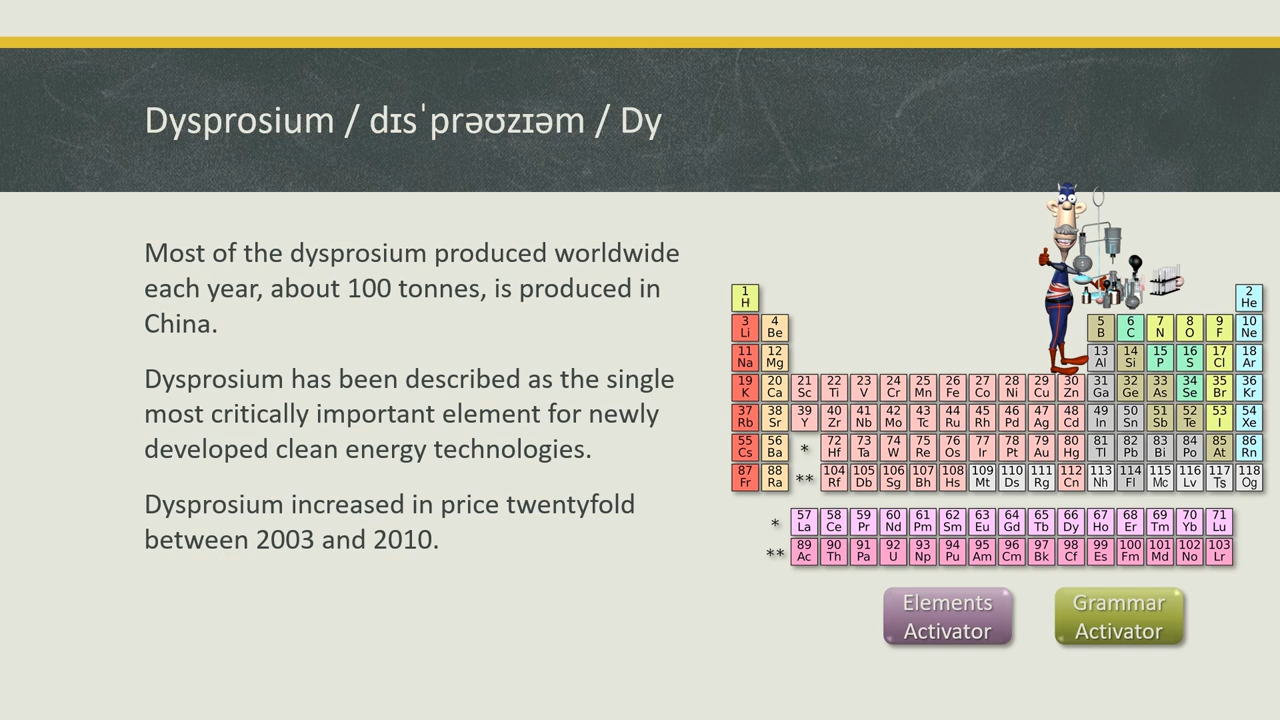 Dysprosium / dɪsˈprəʊzɪəm / Dy
Most of the dysprosium produced worldwide
each year, about 100 tonnes, is produced in
China.
Dysprosium has been described as the single
most critically important element for newly
developed clean energy technologies.
Dysprosium increased in price twentyfold
between 2003 and 2010.
1 2
H He
3 4 5 6 7 8 9 10
Li Be B C N O F Ne
11 12 13 14 15 16 17 18
Na Mg Al Si P S Cl Ar
19 20 21 22 23 24 25 26 27 28 29 30 31 32 33 34 35 36
K Ca Sc Ti V Cr Mn Fe Co Ni Cu Zn Ga Ge As Se Br Kr
37 38 39 40 41 42 43 44 45 46 47 48 49 50 51 52 53 54
Rb Sr Y Zr Nb Mo Tc Ru Rh Pd Ag Cd In Sn Sb Te I Xe
55 56 * 72 73 74 75 76 77 78 79 80 81 82 83 84 85 86
Cs Ba Hf Ta W Re Os Ir Pt Au Hg Tl Pb Bi Po At Rn
87 88 ** 104 105 106 107 108 109 110 111 112 113 114 115 116 117 118
Fr Ra Rf Db Sg Bh Hs Mt Ds Rg Cn Nh Fl Mc Lv Ts Og
* 57 58 59 60 61 62 63 64 65 66 67 68 69 70 71
La Ce Pr Nd Pm Sm Eu Gd Tb Dy Ho Er Tm Yb Lu
** 89 90 91 92 93 94 95 96 97 98 99 100 101 102 103
Ac Th Pa U Np Pu Am Cm Bk Cf Es Fm Md No Lr
Elements
Activator
Grammar
Activator